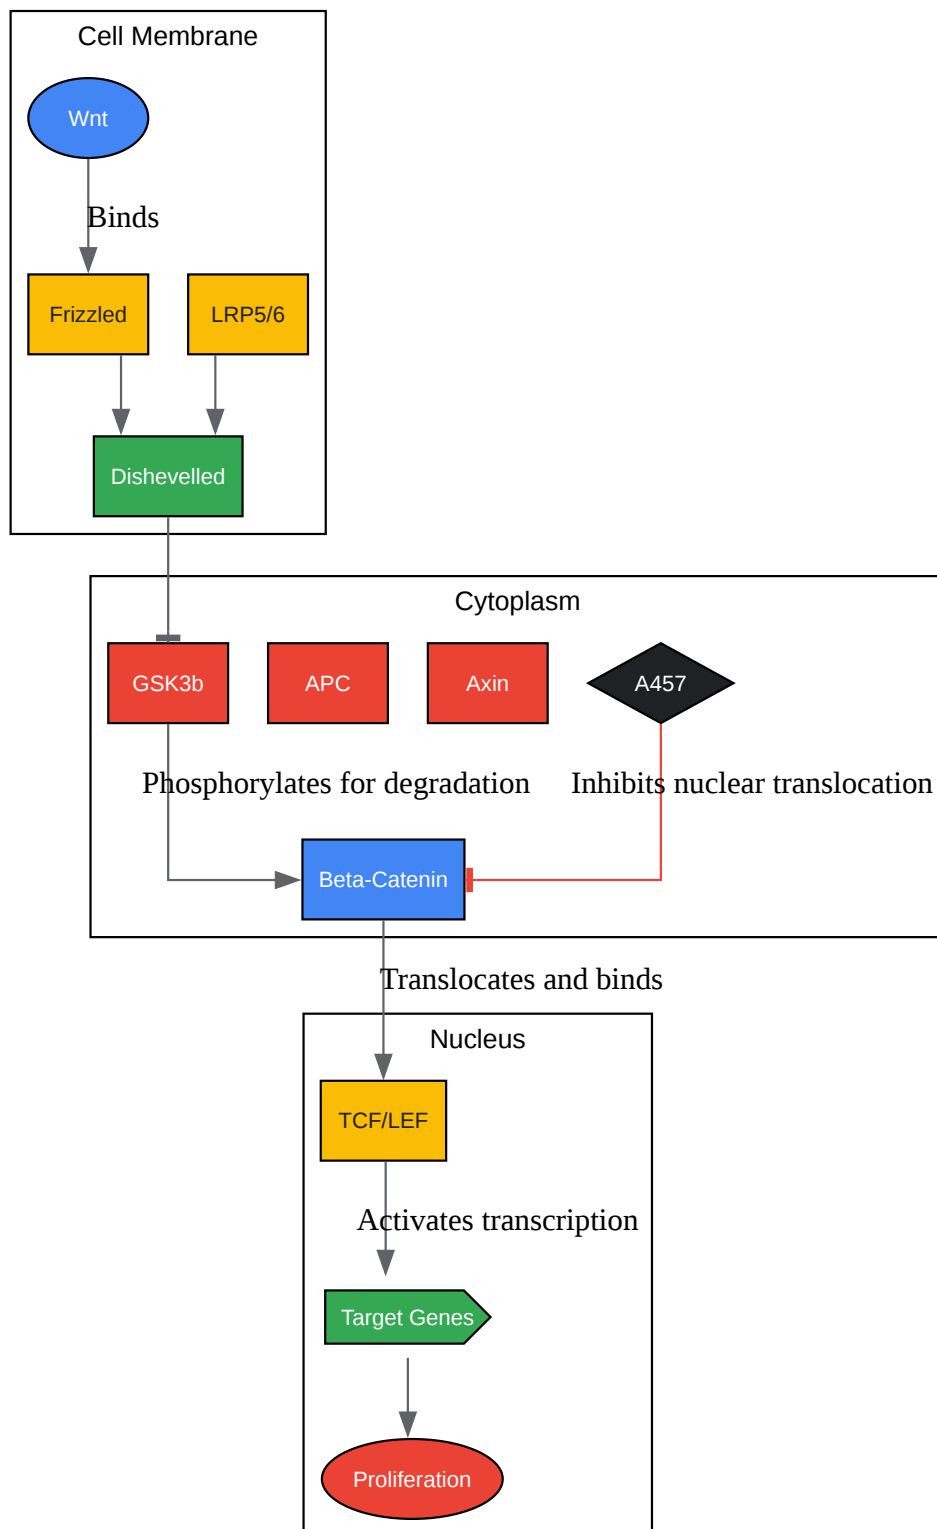 Cell Membrane
Wnt
Binds
Frizzled
LRP5/6
Dishevelled
Cytoplasm
GSK3b
APC
Axin
A457
Phosphorylates for degradation
Inhibits nuclear translocation
Beta-Catenin
Translocates and binds
Nucleus
TCF/LEF
Activates transcription
Target Genes
Proliferation